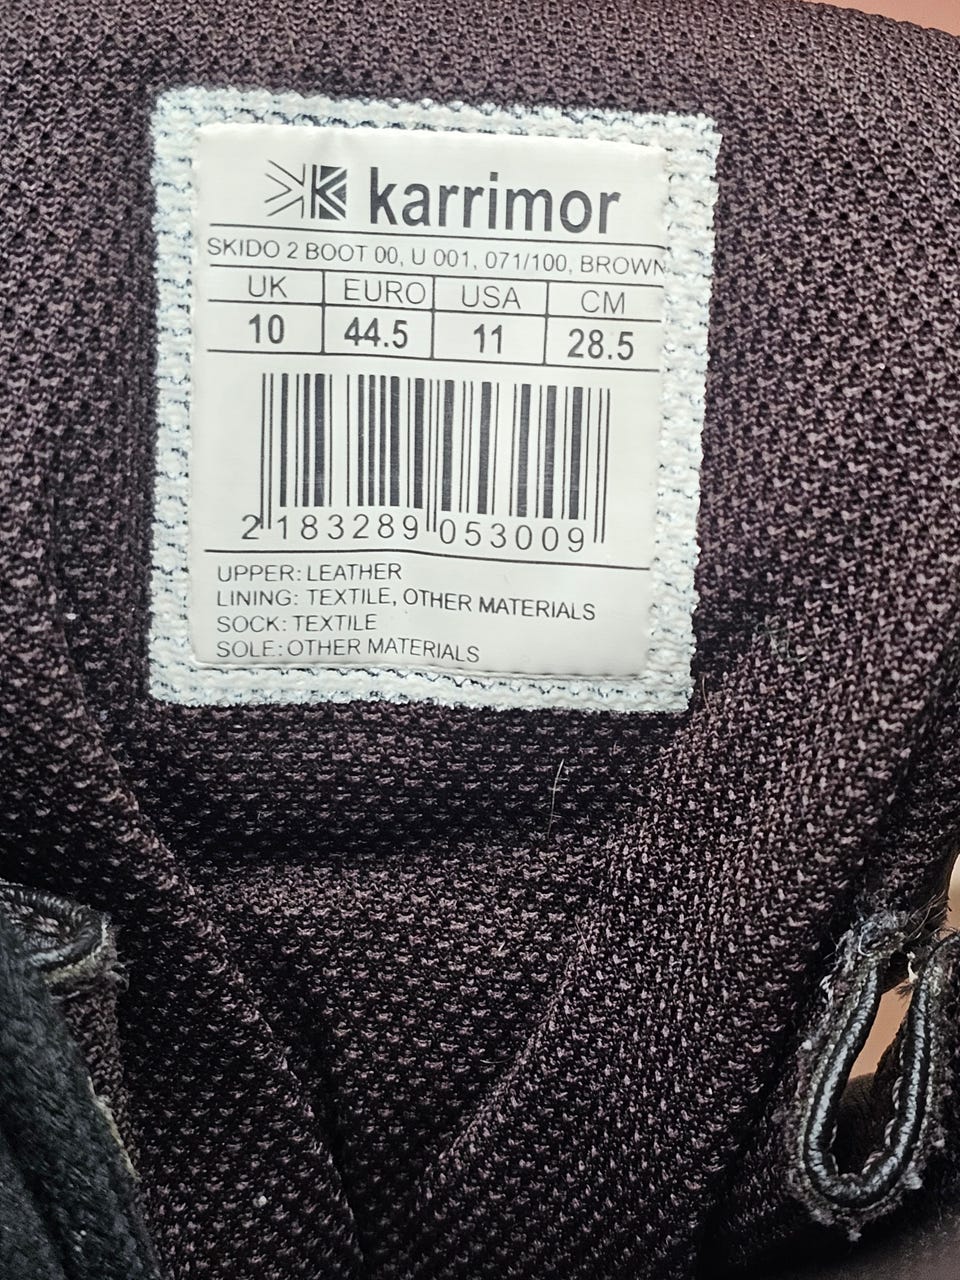 karrimor
SKIDO 2 BOOT 00, U 001, 071/100, BROWN
UK EURO USA CM
10 44.5 11 28.5
2 183289 053009
UPPER: LEATHER
LINING: TEXTILE, OTHER MATERIALS
SOCK: TEXTILE
SOLE: OTHER MATERIALS